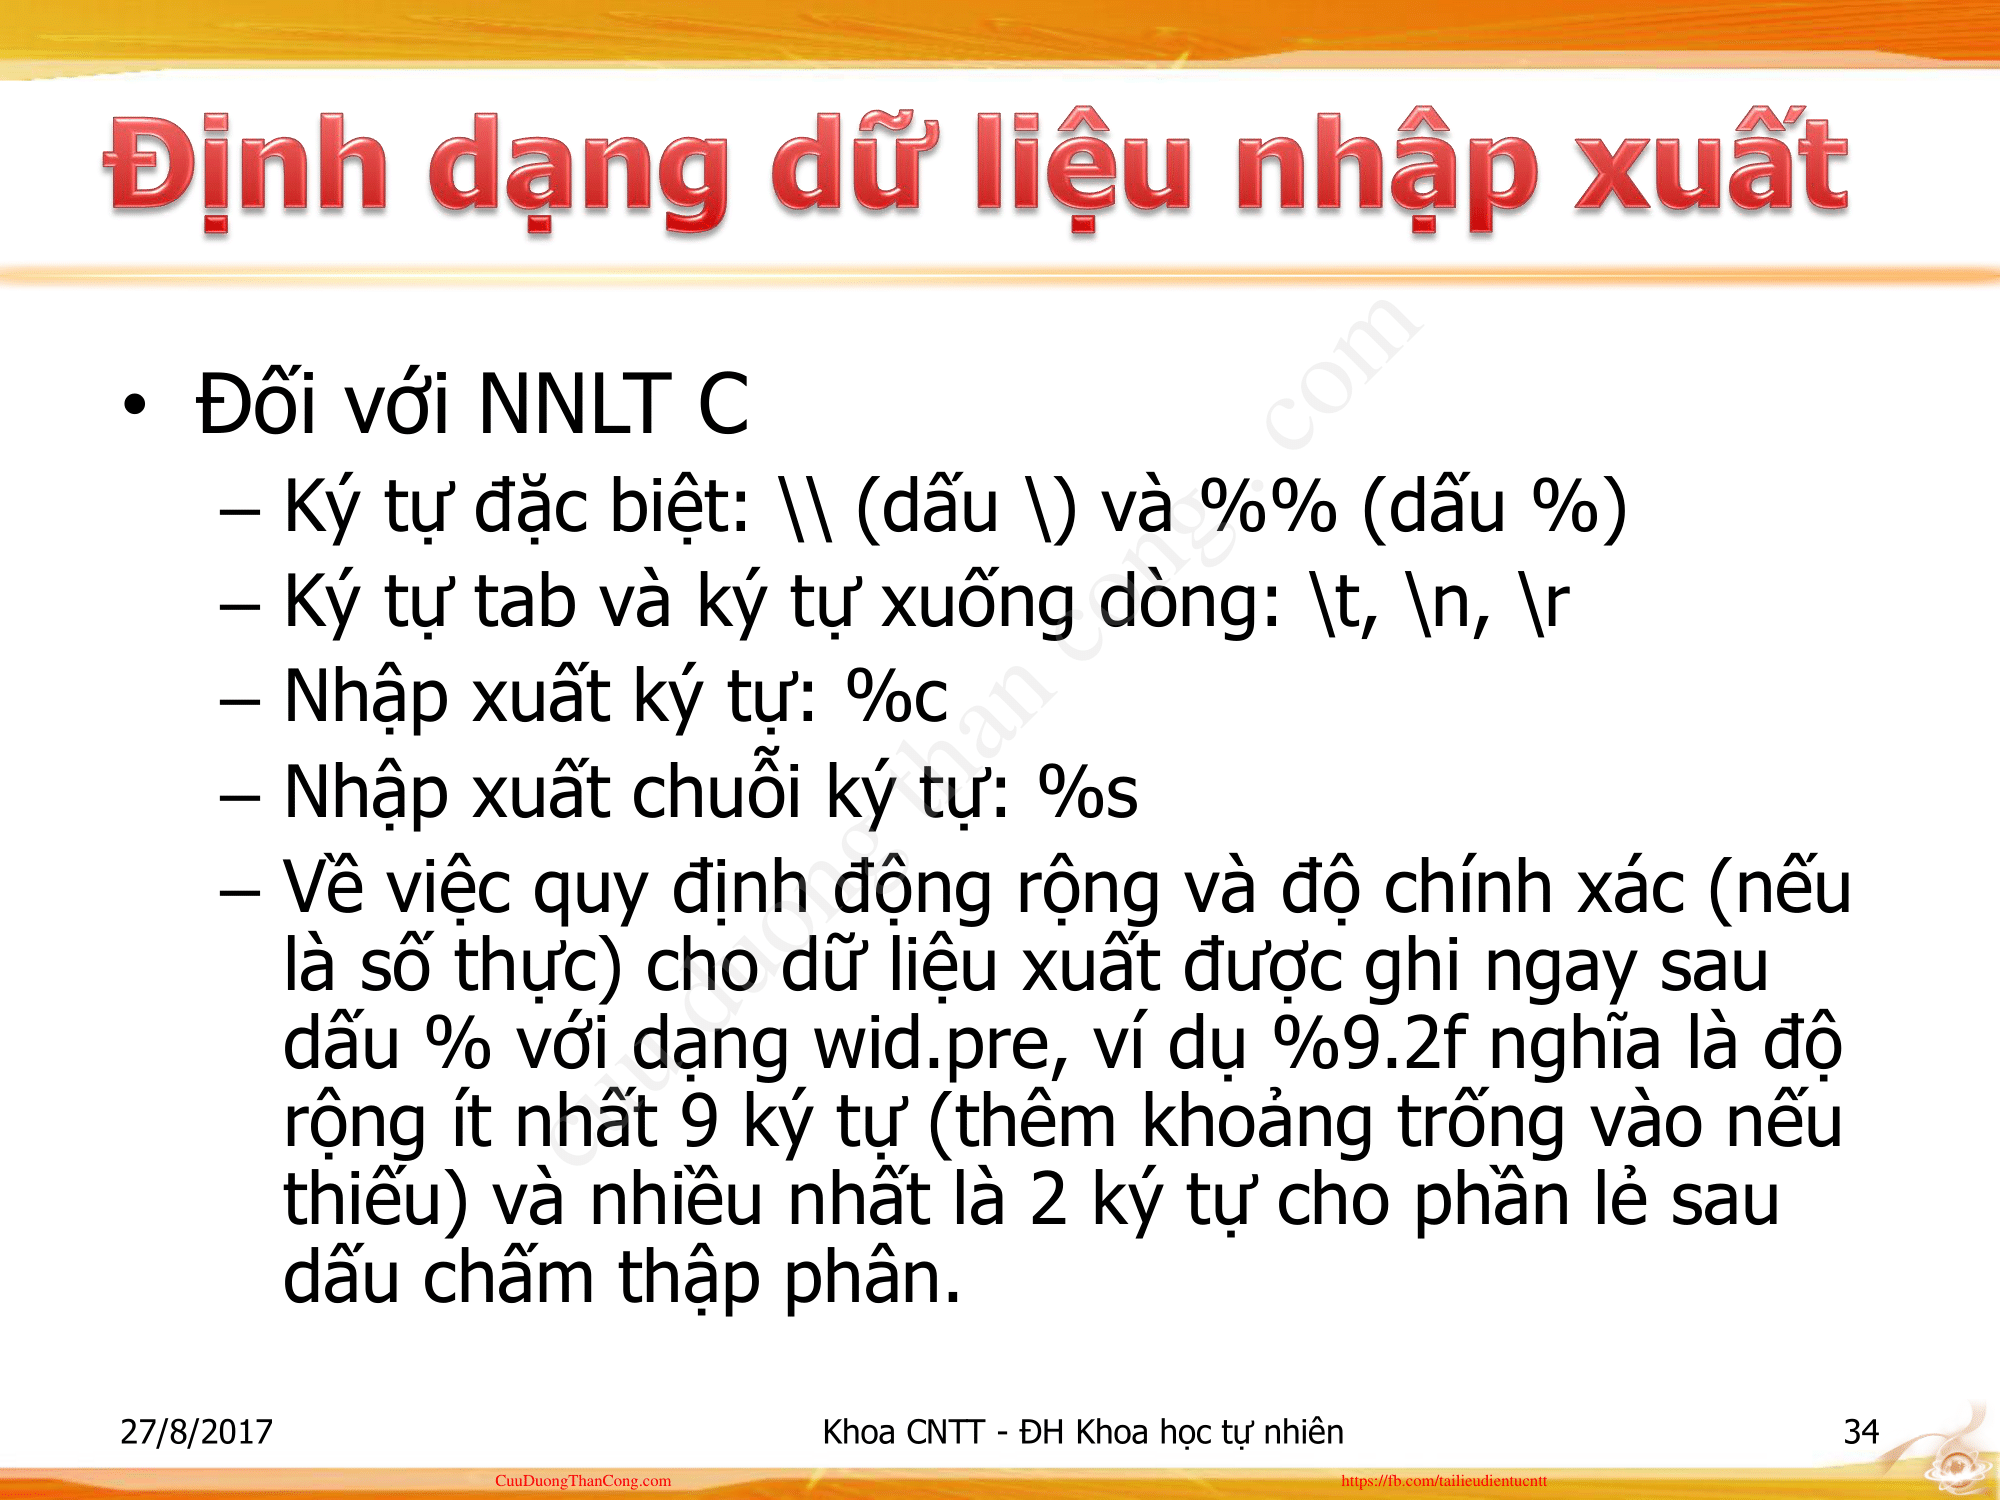 Định dạng dữ liệu nhập xuất
• Đối với NNLT C
– Ký tự đặc biệt: \\ (dấu \) và %% (dấu %)
– Ký tự tab và ký tự xuống dòng: \t, \n, \r
– Nhập xuất ký tự: %c
– Nhập xuất chuỗi ký tự: %s
– Về việc quy định động rộng và độ chính xác (nếu
là số thực) cho dữ liệu xuất được ghi ngay sau
dấu % với dạng wid.pre, ví dụ %9.2f nghĩa là độ
rộng ít nhất 9 ký tự (thêm khoảng trống vào nếu
thiếu) và nhiều nhất là 2 ký tự cho phần lẻ sau
dấu chấm thập phân.
cuu duong than cong . com
27/8/2017 Khoa CNTT - ĐH Khoa học tự nhiên 34
CuuDuongThanCong.com https://fb.com/tailieudientucntt